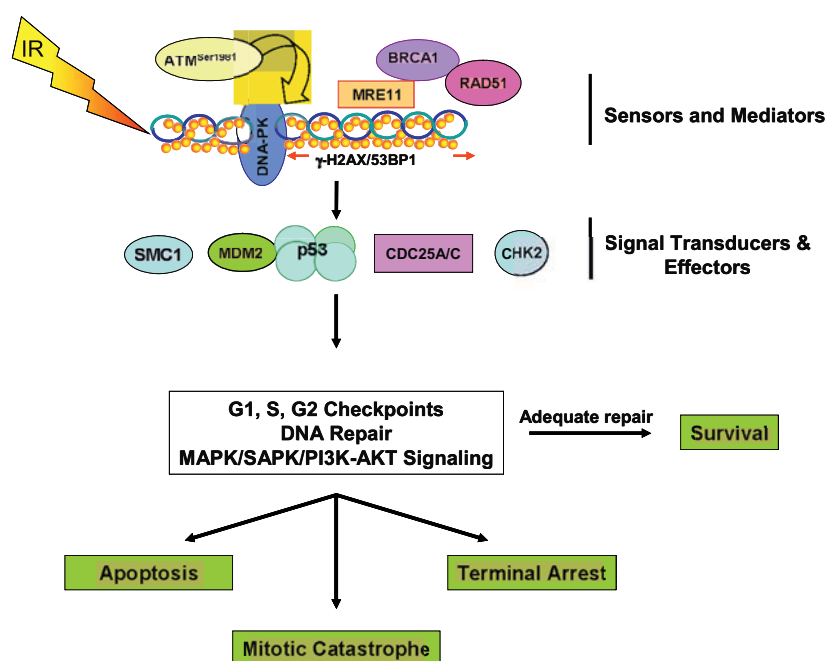 IR
ATMSer1981
BRCA1
RAD51
MRE11
DNA-PK
γ-H2AX/53BP1
Sensors and Mediators
SMC1
MDM2
p53
CDC25A/C
CHK2
Signal Transducers &
Effectors
G1, S, G2 Checkpoints
DNA Repair
MAPK/SAPK/PI3K-AKT Signaling
Adequate repair
Survival
Apoptosis
Terminal Arrest
Mitotic Catastrophe